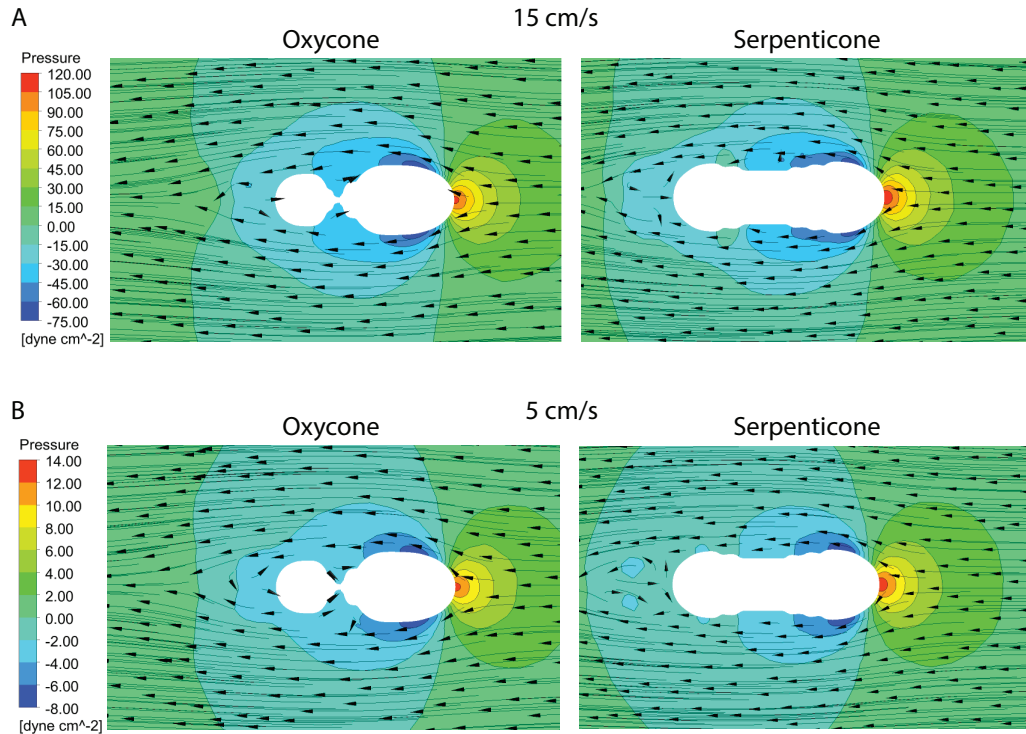 A
15 cm/s
Oxycone
Serpenticone
Pressure
120.00
105.00
90.00
75.00
60.00
45.00
30.00
15.00
0.00
-15.00
-30.00
-45.00
-60.00
-75.00
[dyne cm^-2]
B
5 cm/s
Oxycone
Serpenticone
Pressure
14.00
12.00
10.00
8.00
6.00
4.00
2.00
0.00
-2.00
-4.00
-6.00
-8.00
[dyne cm^-2]